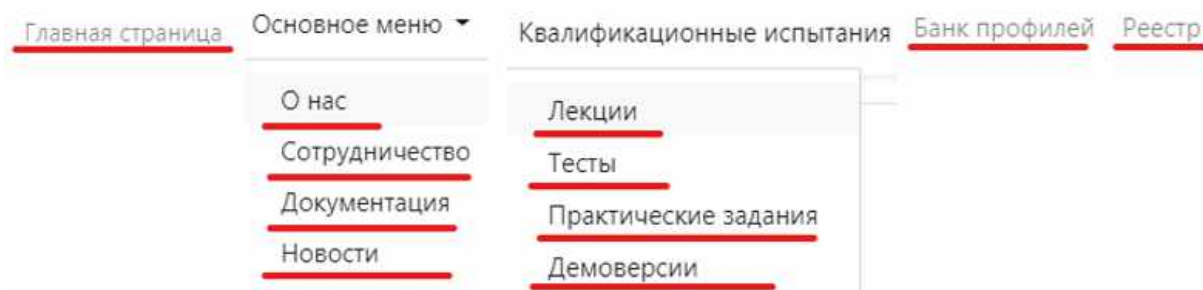 Главная страница
Основное меню
О нас
Сотрудничество
Документация
Новости
Квалификационные испытания
Лекции
Тесты
Практические задания
Демоверсии
Банк профилей
Реестр